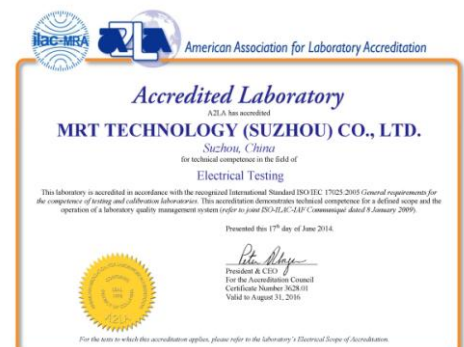 ilac-MRA
A2LA
American Association for Laboratory Accreditation
Accredited Laboratory
A2LA has accredited
MRT TECHNOLOGY (SUZHOU) CO., LTD.
Suzhou, China
for technical competence in the field of
Electrical Testing
This laboratory is accredited in accordance with the recognized International Standard ISO/IEC 17025:2005 General requirements for
the competence of testing and calibration laboratories. This accreditation demonstrates technical competence for a defined scope and the
operation of a laboratory quality management system (refer to joint ISO-ILAC-IAF Communiqué dated 8 January 2009).
Presented this 17th day of June 2014.
President & CEO
For the Accreditation Council
Certificate Number 3628.01
Valid to August 31, 2016
A2LA
For the tests to which this accreditation applies, please refer to the laboratory's Electrical Scope of Accreditation.